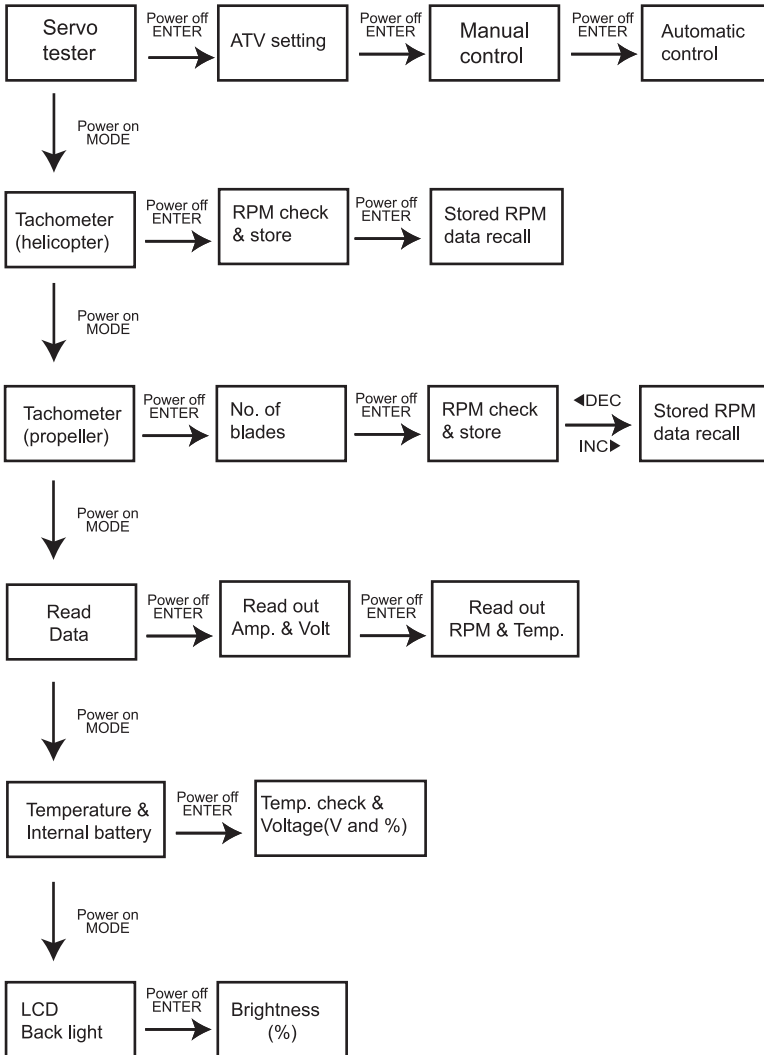 Servo
tester
Power off
ENTER
ATV setting
Power off
ENTER
Manual
control
Power off
ENTER
Automatic
control
Power on
MODE
Tachometer
(helicopter)
Power off
ENTER
RPM check
& store
Power off
ENTER
Stored RPM
data recall
Power on
MODE
Tachometer
(propeller)
Power off
ENTER
No. of
blades
Power off
ENTER
RPM check
& store
◀DEC
INC▶
Stored RPM
data recall
Power on
MODE
Read
Data
Power off
ENTER
Read out
Amp. & Volt
Power off
ENTER
Read out
RPM & Temp.
Power on
MODE
Temperature &
Internal battery
Power off
ENTER
Temp. check &
Voltage(V and %)
Power on
MODE
LCD
Back light
Power off
ENTER
Brightness
(%)